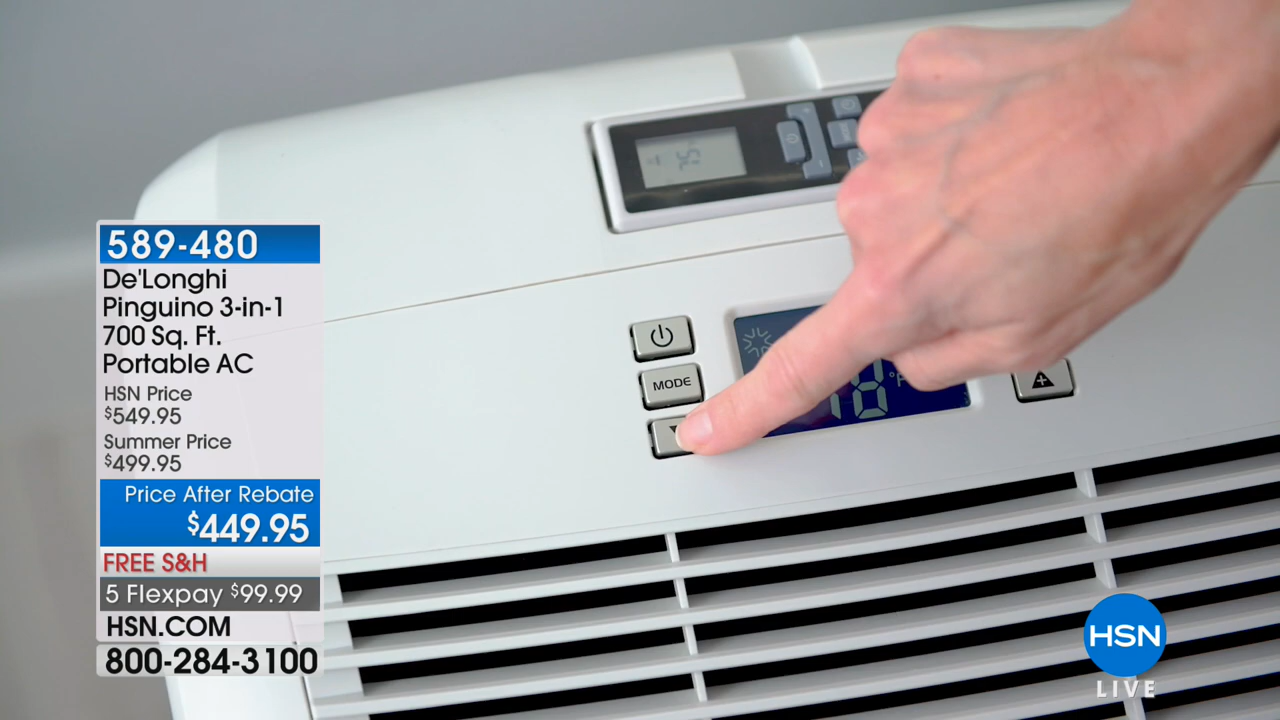 589-480
De'Longhi
Pinguino 3-in-1
700 Sq. Ft.
Portable AC
HSN Price
$549.95
Summer Price
$499.95
Price After Rebate
$449.95
FREE S&H
5 Flexpay $99.99
HSN.COM
800-284-3100
75
MODE
78
°F
HSN
LIVE